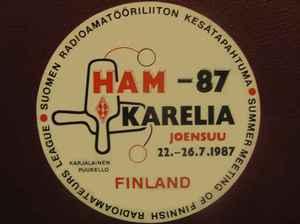 SUOMEN RADIOAMATÖÖRILIITON KESÄTAPAHTUMA
SUMMER MEETING OF FINNISH RADIOAMATEURS LEAGUE
HAM -87
KARELIA
JOENSUU
22.-26.7.1987
KARJALAINEN
PUUKELLO
FINLAND